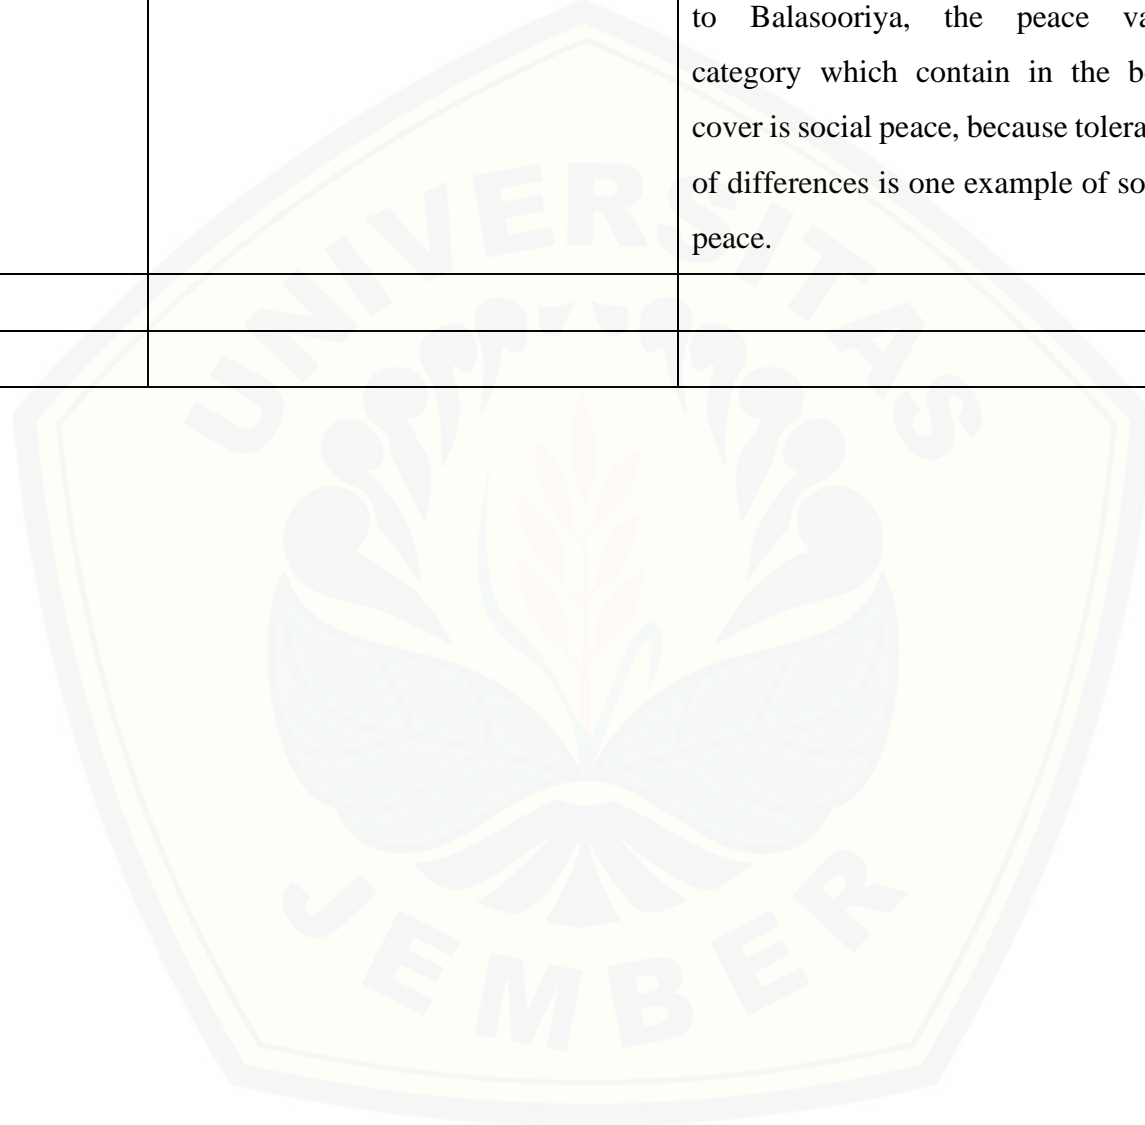 to Balasooriya, the peace va
category which contain in the b
cover is social peace, because tolera
of differences is one example of so
peace.
UNIVERSITAS
JEMBER